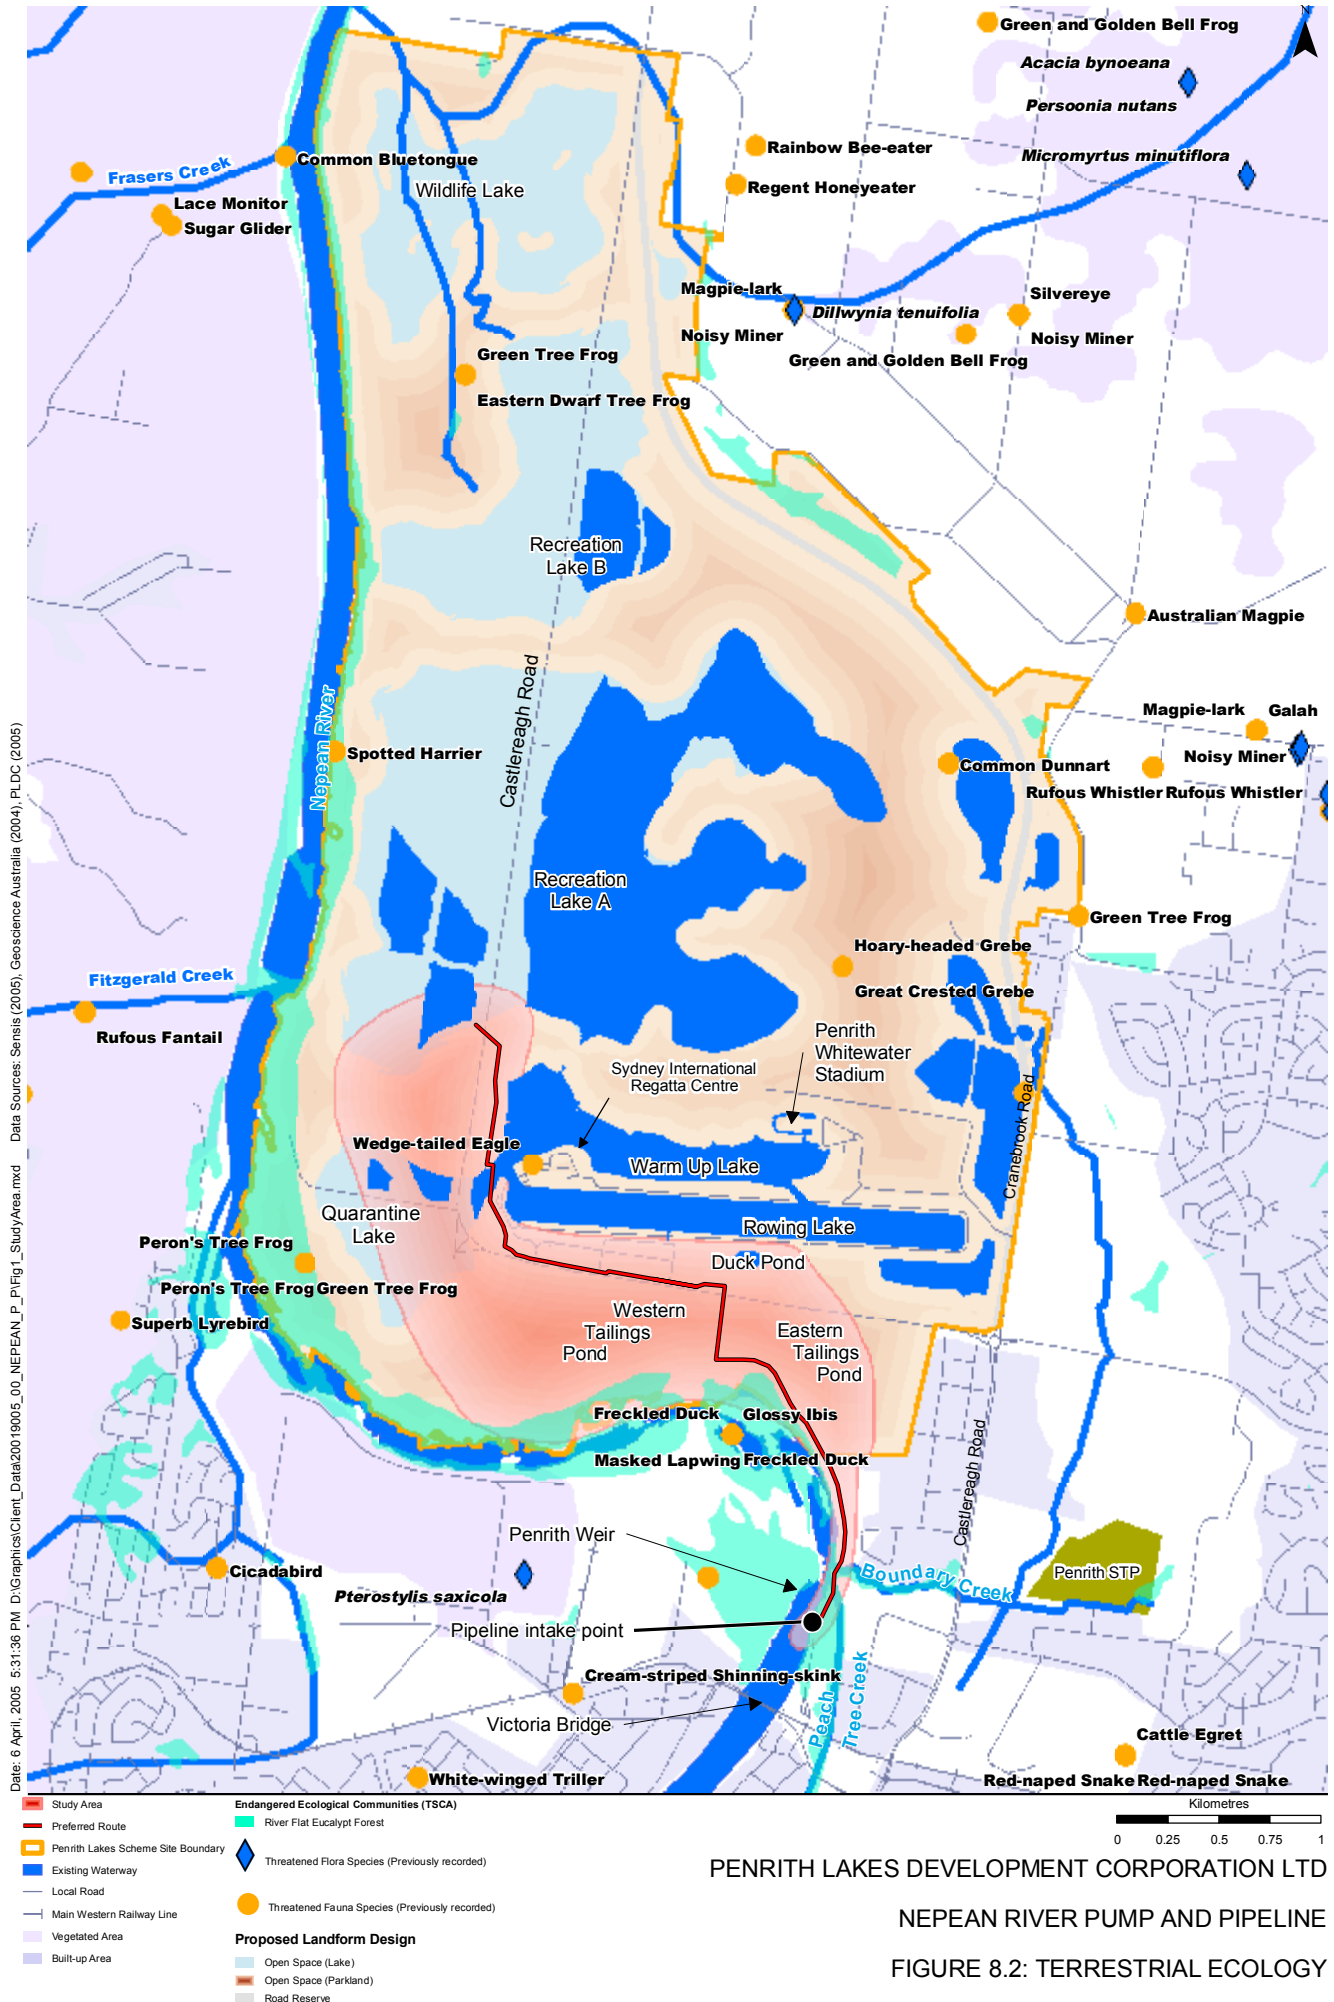 N
Green and Golden Bell Frog
Acacia bynoeana
Persoonia nutans
Rainbow Bee-eater
Micromyrtus minutiflora
Common Bluetongue
Frasers Creek
Regent Honeyeater
Wildlife Lake
Lace Monitor
Sugar Glider
Magpie-lark
Silvereye
Dillwynia tenuifolia
Noisy Miner
Noisy Miner
Green and Golden Bell Frog
Green Tree Frog
Eastern Dwarf Tree Frog
Recreation
Lake B
Australian Magpie
Castlereagh Road
Nepean River
Magpie-lark
Galah
Spotted Harrier
Noisy Miner
Common Dunnart
Rufous Whistler
Rufous Whistler
Recreation
Lake A
Green Tree Frog
Hoary-headed Grebe
Fitzgerald Creek
Great Crested Grebe
Rufous Fantail
Penrith
Whitewater
Stadium
Sydney International
Regatta Centre
Cranebrook Road
Wedge-tailed Eagle
Warm Up Lake
Quarantine
Lake
Rowing Lake
Peron's Tree Frog
Duck Pond
Peron's Tree Frog
Green Tree Frog
Superb Lyrebird
Western
Tailings
Pond
Eastern
Tailings
Pond
Freckled Duck
Glossy Ibis
Masked Lapwing
Freckled Duck
Castlereagh Road
Penrith Weir
Cicadabird
Boundary Creek
Penrith STP
Pterostylis saxicola
Pipeline intake point
Cream-striped Shinning-skink
Peach
Tree Creek
Victoria Bridge
Cattle Egret
White-winged Triller
Red-naped Snake
Red-naped Snake
Date: 6 April, 2005 5:31:36 PM D:\Graphics\Client_Data\20019005_00_NEPEAN_P_P\Fig1_StudyArea.mxd Data Sources: Sensis (2005), Geoscience Australia (2004), PLDC (2005)
Study Area
Preferred Route
Penrith Lakes Scheme Site Boundary
Existing Waterway
Local Road
Main Western Railway Line
Vegetated Area
Built-up Area
Endangered Ecological Communities (TSCA)
River Flat Eucalypt Forest
Threatened Flora Species (Previously recorded)
Threatened Fauna Species (Previously recorded)
Proposed Landform Design
Open Space (Lake)
Open Space (Parkland)
Road Reserve
Kilometres
0 0.25 0.5 0.75 1
PENRITH LAKES DEVELOPMENT CORPORATION LTD
NEPEAN RIVER PUMP AND PIPELINE
FIGURE 8.2: TERRESTRIAL ECOLOGY